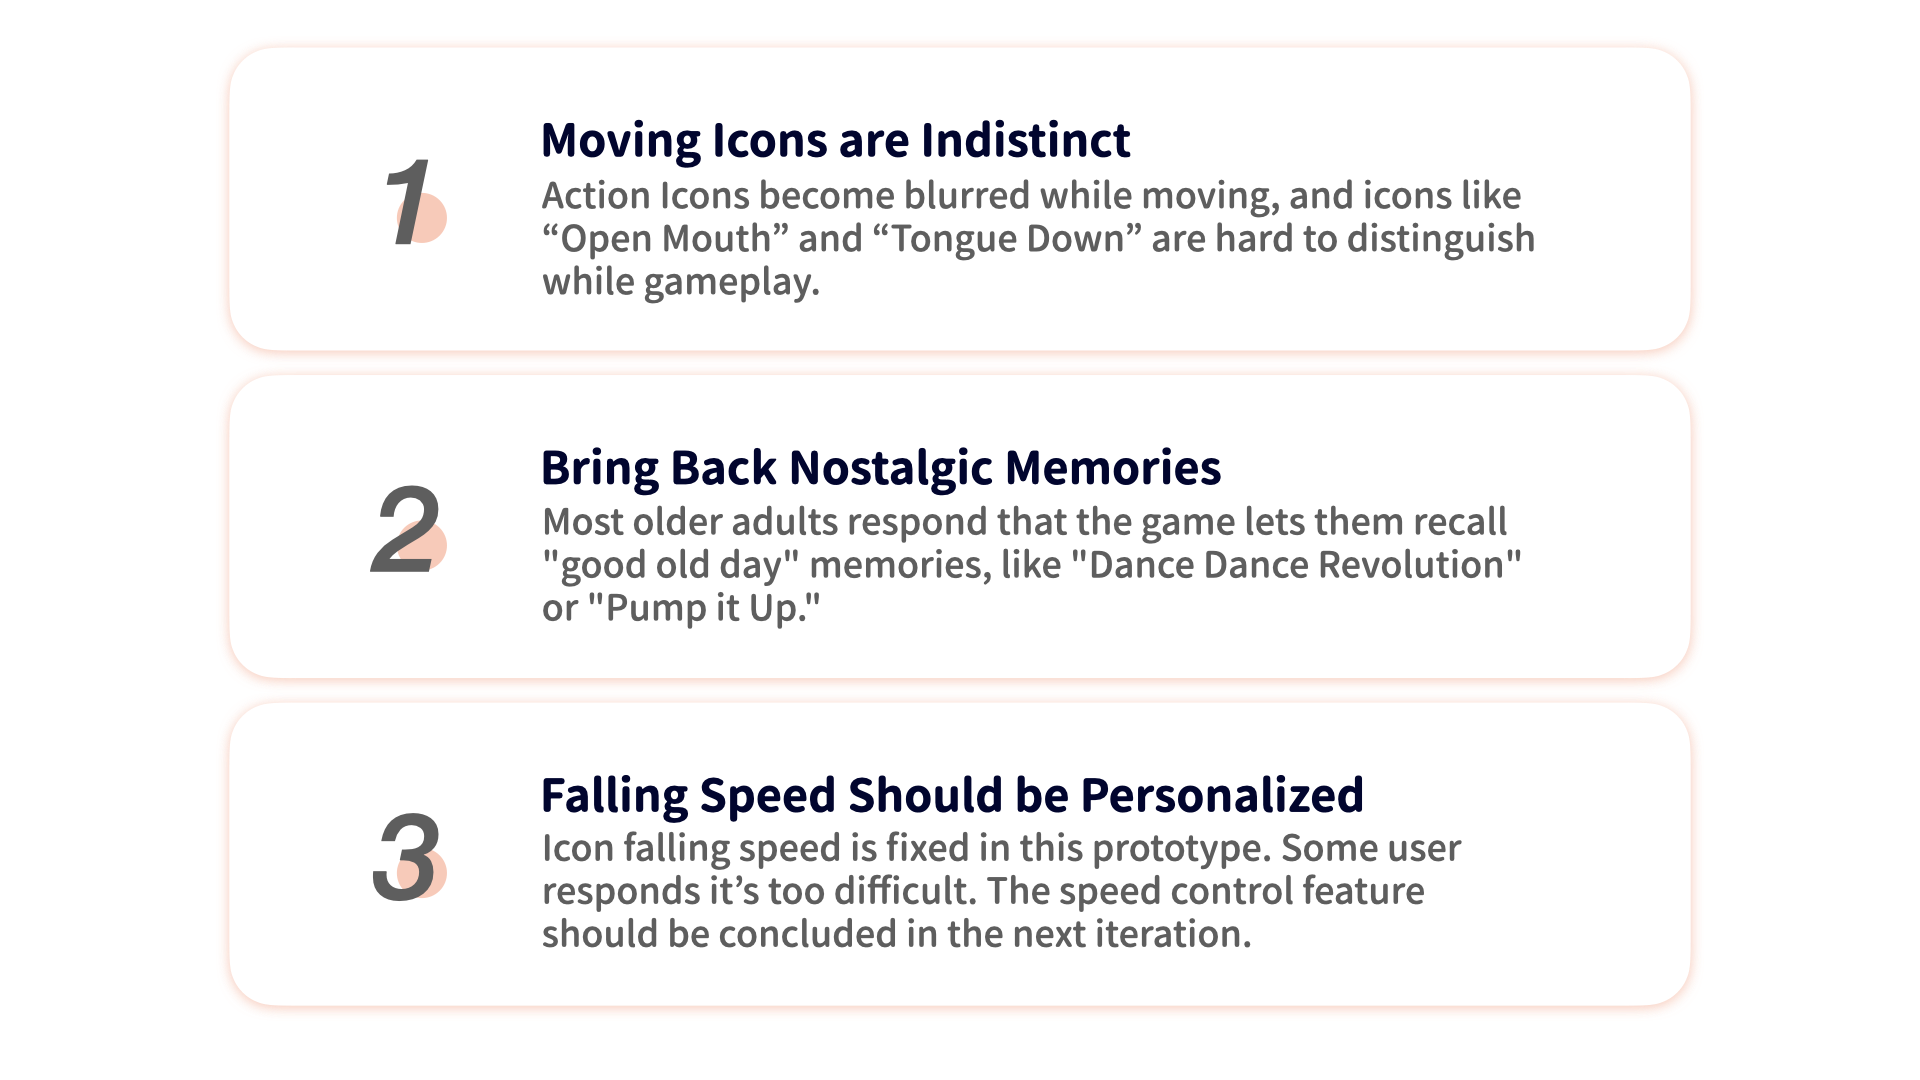 1
Moving Icons are Indistinct
Action Icons become blurred while moving, and icons like
“Open Mouth” and “Tongue Down” are hard to distinguish
while gameplay.
2
Bring Back Nostalgic Memories
Most older adults respond that the game lets them recall
"good old day" memories, like "Dance Dance Revolution"
or "Pump it Up."
3
Falling Speed Should be Personalized
Icon falling speed is fixed in this prototype. Some user
responds it’s too difficult. The speed control feature
should be concluded in the next iteration.